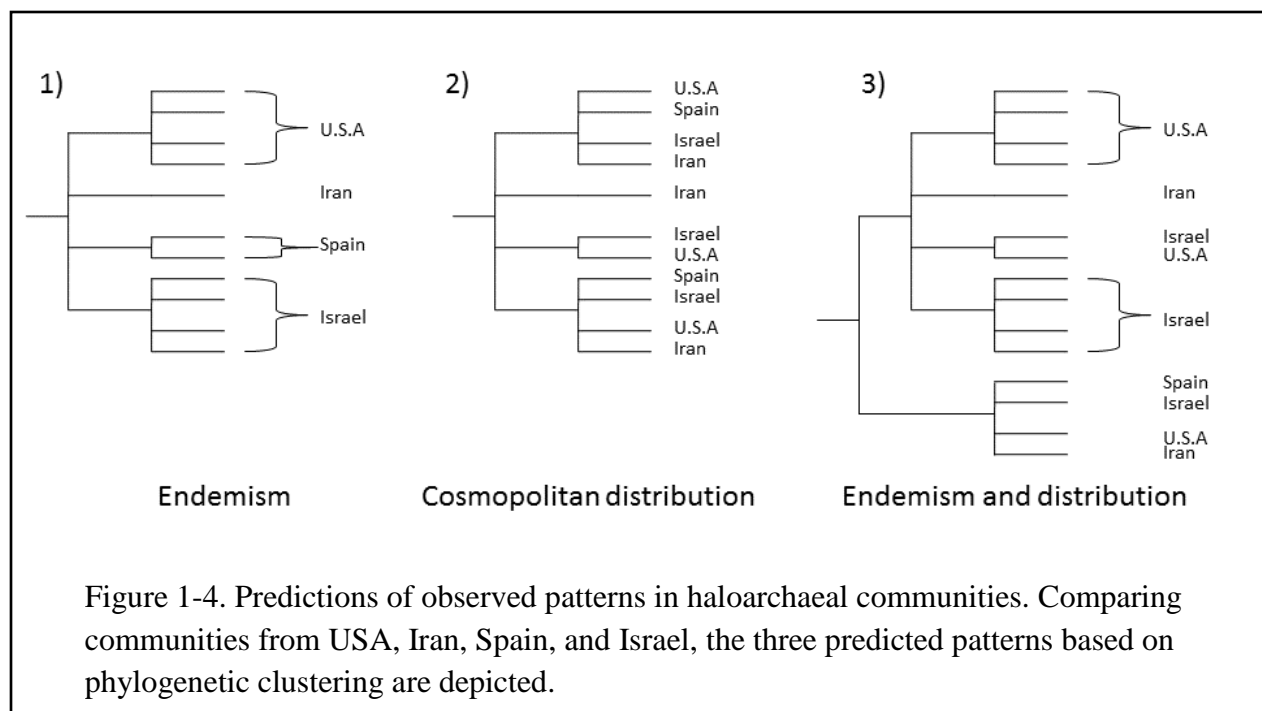 1)
U.S.A
Iran
Spain
Israel
Endemism
2)
U.S.A
Spain
Israel
Iran
Iran
Israel
U.S.A
Spain
Israel
U.S.A
Iran
Cosmopolitan distribution
3)
U.S.A
Iran
Israel
U.S.A
Israel
Spain
Israel
U.S.A
Iran
Endemism and distribution
Figure 1-4. Predictions of observed patterns in haloarchaeal communities. Comparing
communities from USA, Iran, Spain, and Israel, the three predicted patterns based on
phylogenetic clustering are depicted.